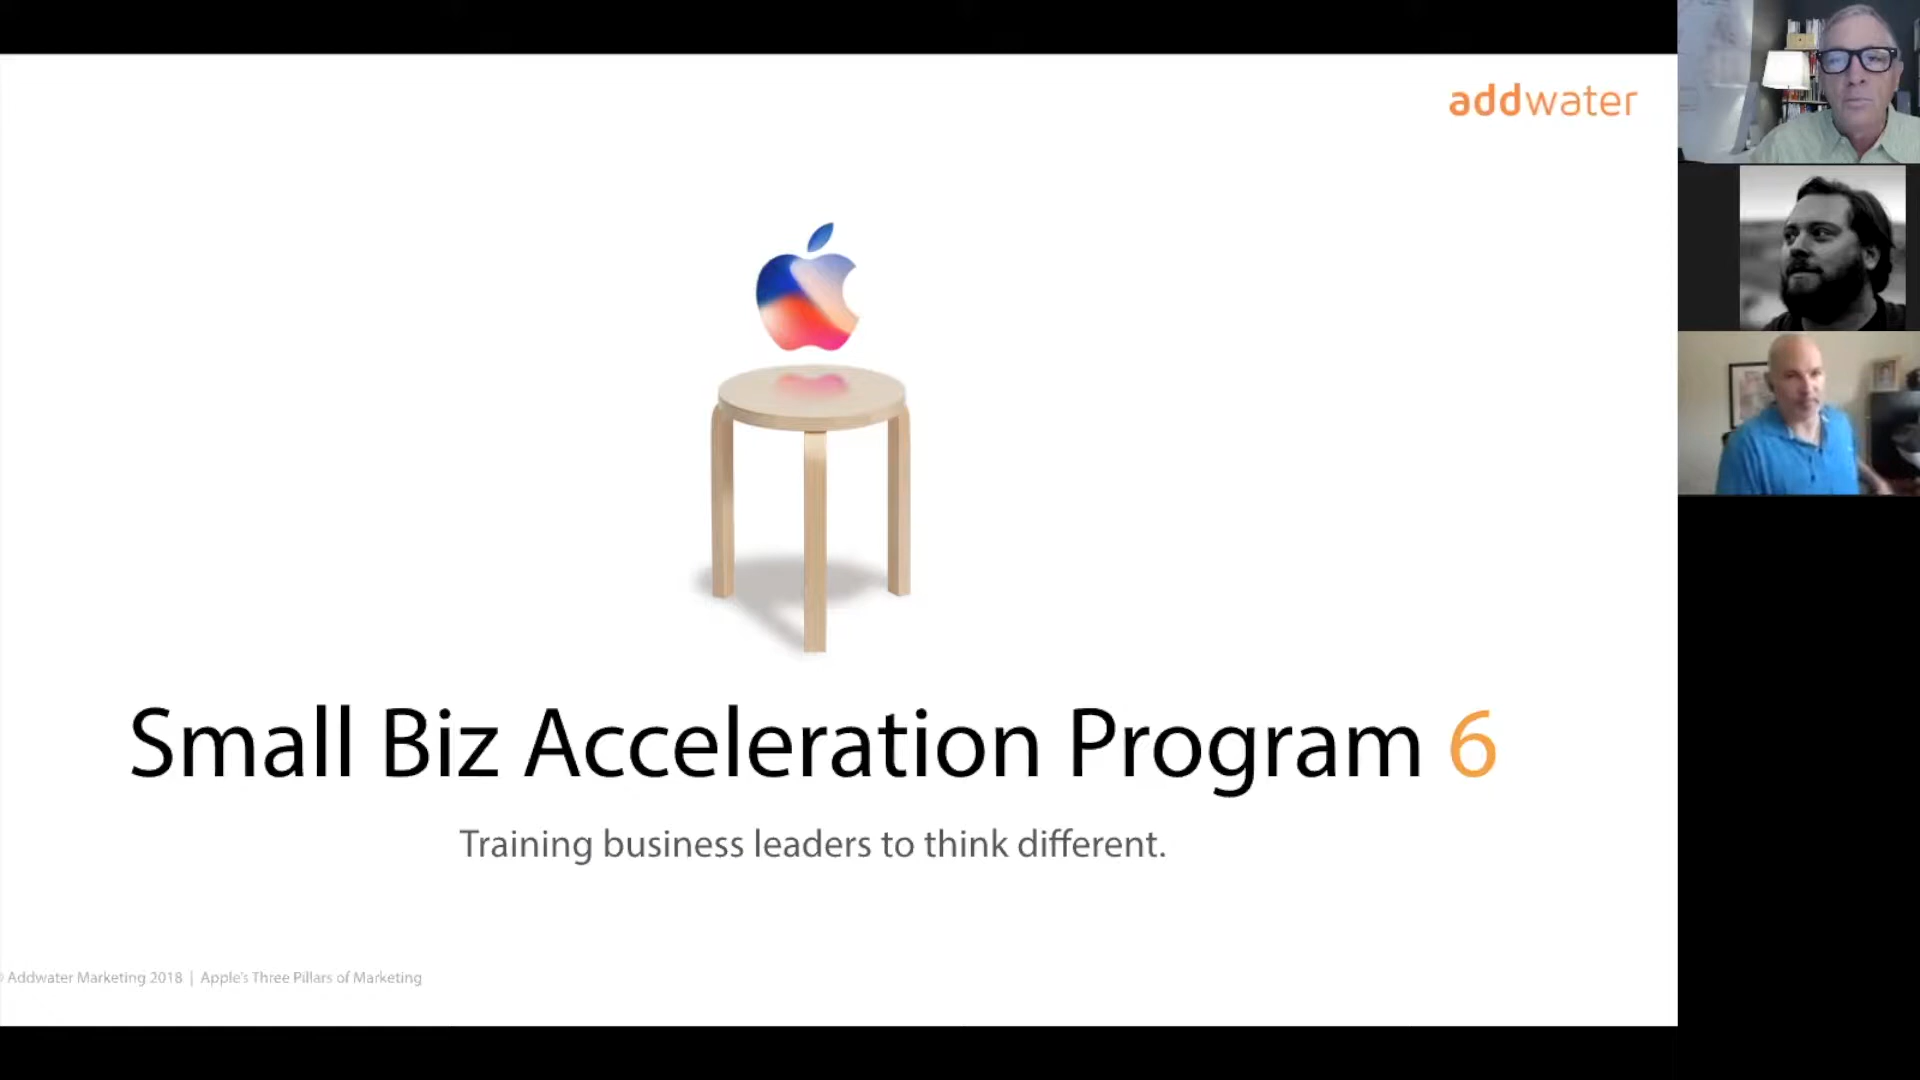 addwater
Small Biz Acceleration Program 6
Training business leaders to think different.
© Addwater Marketing 2018 | Apple's Three Pillars of Marketing